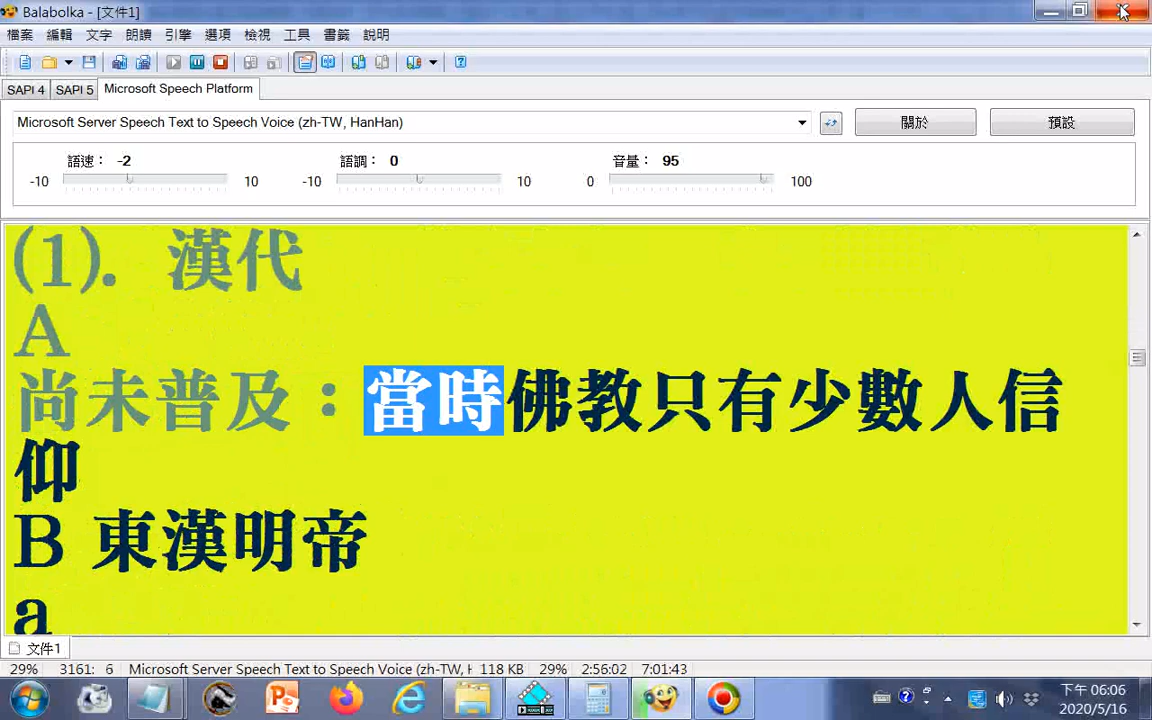 Balabolka - [文件1]
檔案 編輯 文字 朗讀 引擎 選項 檢視 工具 書籤 說明
SAPI 4 SAPI 5 Microsoft Speech Platform
Microsoft Server Speech Text to Speech Voice (zh-TW, HanHan) 關於 預設
語速： -2 語調： 0 音量： 95
-10 10 -10 10 0 100
(1). 漢代
A
尚未普及：當時佛教只有少數人信
仰
B 東漢明帝
a
文件1
29% 3161: 6 Microsoft Server Speech Text to Speech Voice (zh-TW, H 118 KB 29% 2:56:02 7:01:43
下午 06:06
2020/5/16